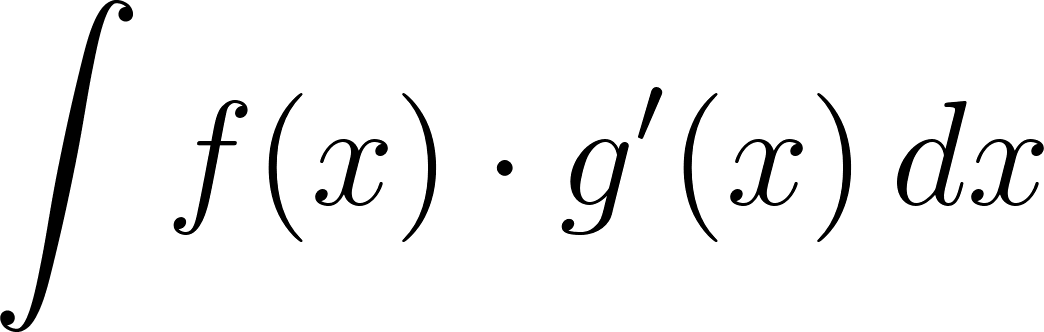 ∫ f(x) · g′(x) dx